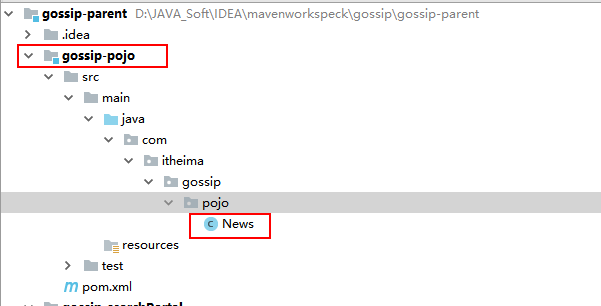 gossip-parent D:\JAVA_Soft\IDEA\mavenworkspeck\gossip\gossip-parent
.idea
gossip-pojo
src
main
java
com
itheima
gossip
pojo
C News
resources
test
m pom.xml